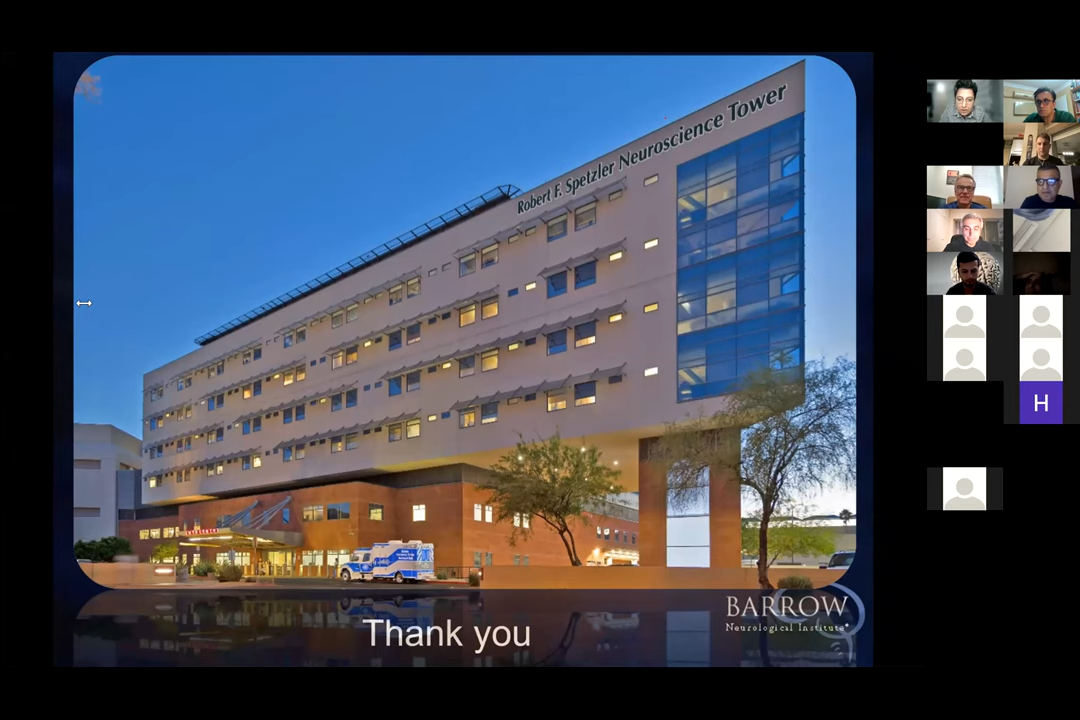 Robert F. Spetzler Neuroscience Tower
BARROW
Neurological Institute®
Thank you
H